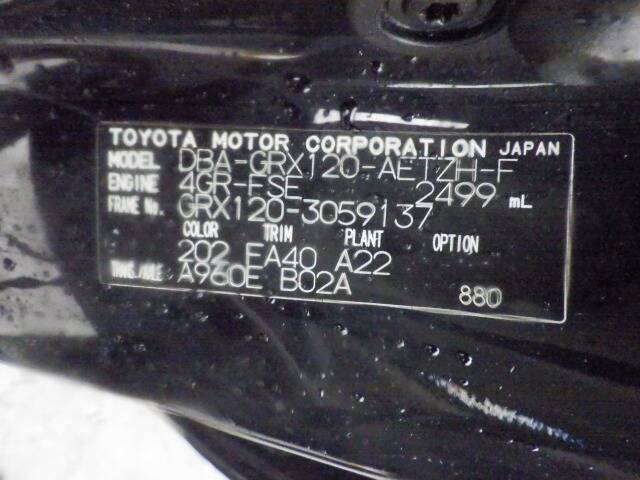 TOYOTA MOTOR CORPORATION JAPAN
MODEL DBA-GRX120-AETZH-F
ENGINE 4GR-FSE 2499 mL
FRAME No. GRX120-3059137
COLOR TRIM PLANT OPTION
202 FA40 A22
TRANS./AXLE A960E B02A
880